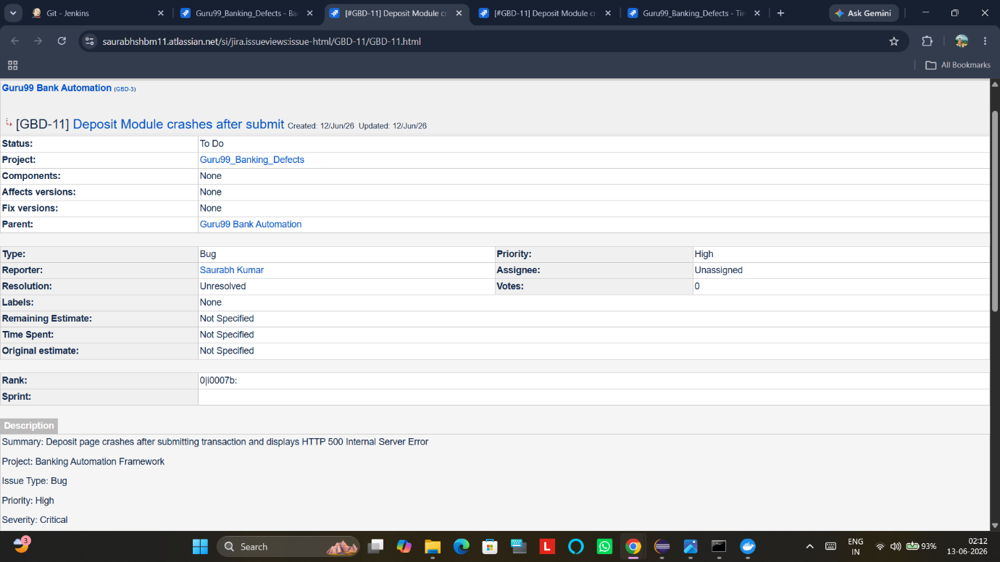 Git - Jenkins
Guru99_Banking_Defects - Ba
[#GBD-11] Deposit Module cr
[#GBD-11] Deposit Module cr
Guru99_Banking_Defects - Tim
Ask Gemini
saurabhshbm11.atlassian.net/si/jira.issueviews:issue-html/GBD-11/GBD-11.html
All Bookmarks
Guru99 Bank Automation (GBD-3)
[GBD-11] Deposit Module crashes after submit Created: 12/Jun/26 Updated: 12/Jun/26
Status: To Do
Project: Guru99_Banking_Defects
Components: None
Affects versions: None
Fix versions: None
Parent: Guru99 Bank Automation
Type: Bug Priority: High
Reporter: Saurabh Kumar Assignee: Unassigned
Resolution: Unresolved Votes: 0
Labels: None
Remaining Estimate: Not Specified
Time Spent: Not Specified
Original estimate: Not Specified
Rank: 0|i0007b:
Sprint:
Description
Summary: Deposit page crashes after submitting transaction and displays HTTP 500 Internal Server Error
Project: Banking Automation Framework
Issue Type: Bug
Priority: High
Severity: Critical
3
Search
L
ENG
IN
93%
02:12
13-06-2026